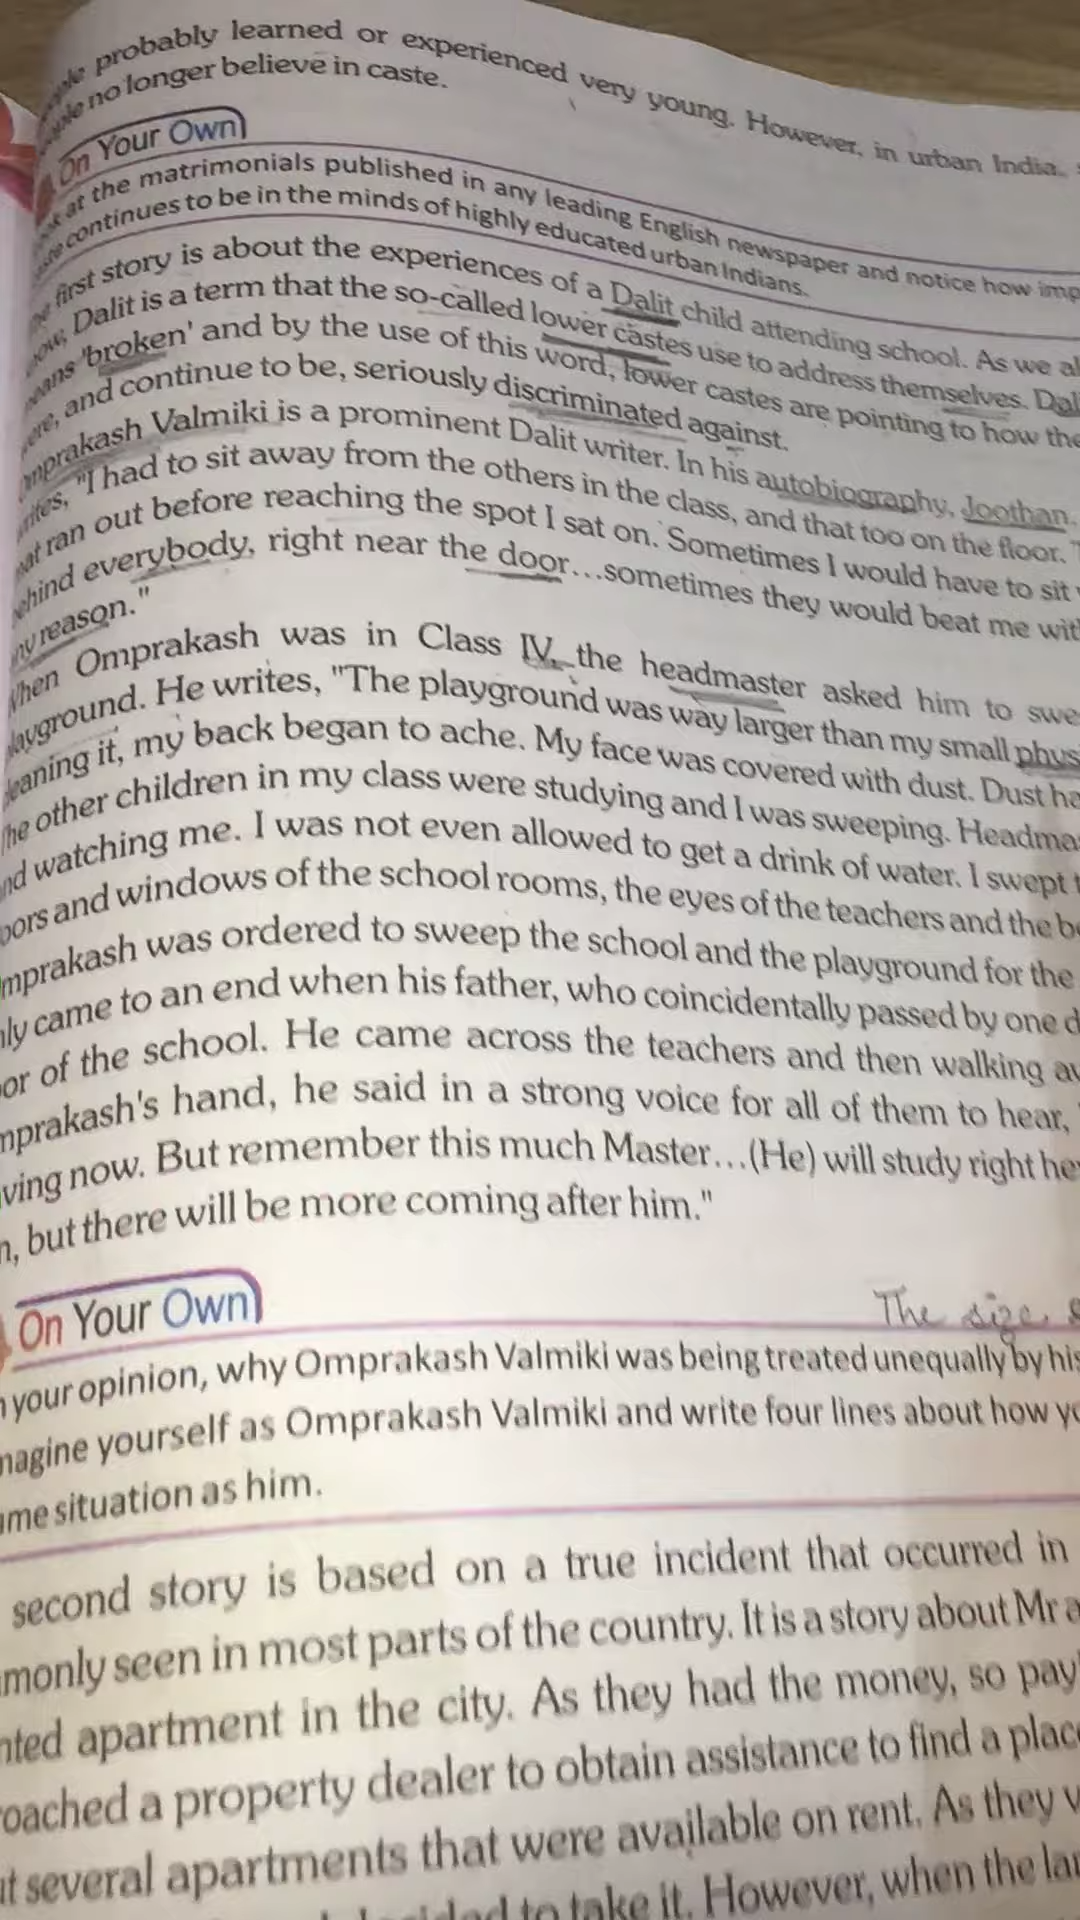 probably learned or experienced very young. However, in urban India,
no longer believe in caste.
On Your Own
at the matrimonials published in any leading English newspaper and notice how imp
continues to be in the minds of highly educated urban Indians.
first story is about the experiences of a Dalit child attending school. As we al
Dalit is a term that the so-called lower castes use to address themselves. Dal
'broken' and by the use of this word, lower castes are pointing to how the
and continue to be, seriously discriminated against.
mprakash Valmiki is a prominent Dalit writer. In his autobiography, Joothan,
"I had to sit away from the others in the class, and that too on the floor.
ran out before reaching the spot I sat on. Sometimes I would have to sit
ehind everybody, right near the door...sometimes they would beat me with
ny reason."
When Omprakash was in Class IV, the headmaster asked him to swe
layground. He writes, "The playground was way larger than my small phys
leaning it, my back began to ache. My face was covered with dust. Dust ha
The other children in my class were studying and I was sweeping. Headmas
nd watching me. I was not even allowed to get a drink of water. I swept t
oors and windows of the school rooms, the eyes of the teachers and the b
mprakash was ordered to sweep the school and the playground for the
ly came to an end when his father, who coincidentally passed by one d
or of the school. He came across the teachers and then walking aw
mprakash's hand, he said in a strong voice for all of them to hear,
ving now. But remember this much Master...(He) will study right her
n, but there will be more coming after him."
On Your Own
The size,
n your opinion, why Omprakash Valmiki was being treated unequally by his
magine yourself as Omprakash Valmiki and write four lines about how yo
ame situation as him.
second story is based on a true incident that occurred in
mmonly seen in most parts of the country. It is a story about Mr a
nted apartment in the city. As they had the money, so pay
roached a property dealer to obtain assistance to find a place
ut several apartments that were available on rent. As they v
to take it. However, when the lan